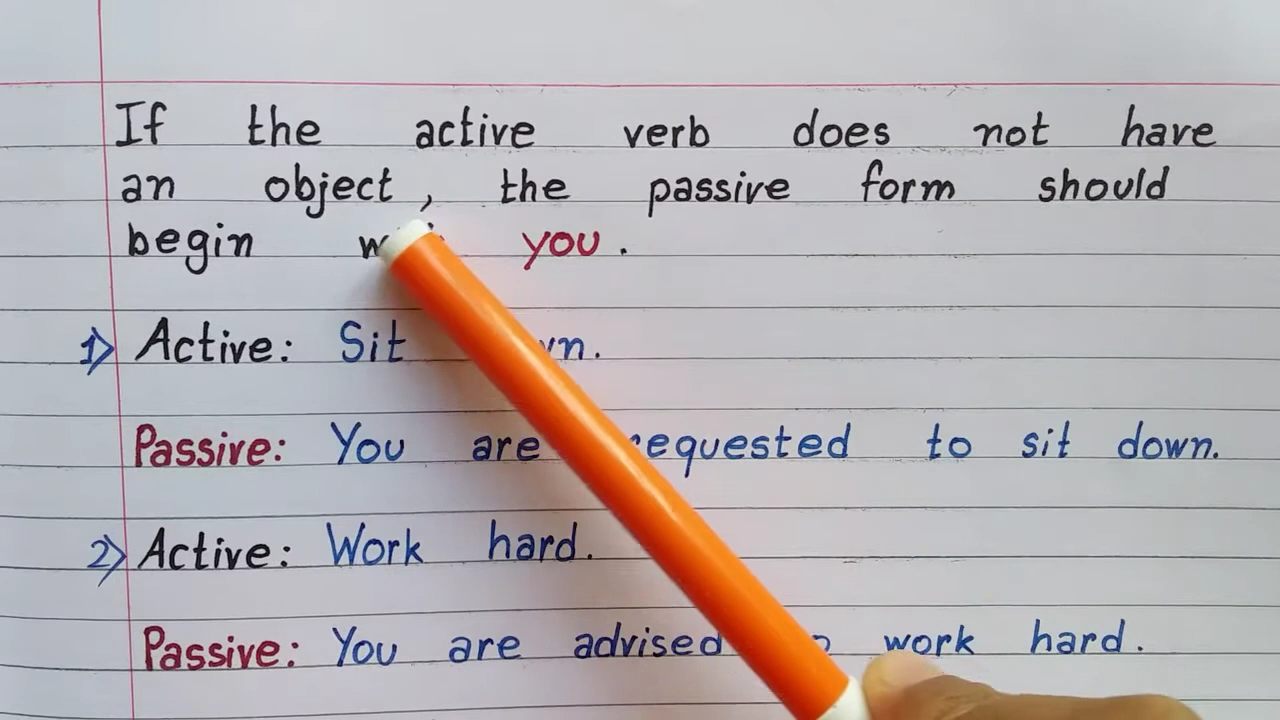 If the active verb does not have
an object, the passive form should
begin you.
1) Active: Sit
Passive: You are requested to sit down.
2) Active: Work hard.
Passive: You are advised work hard.